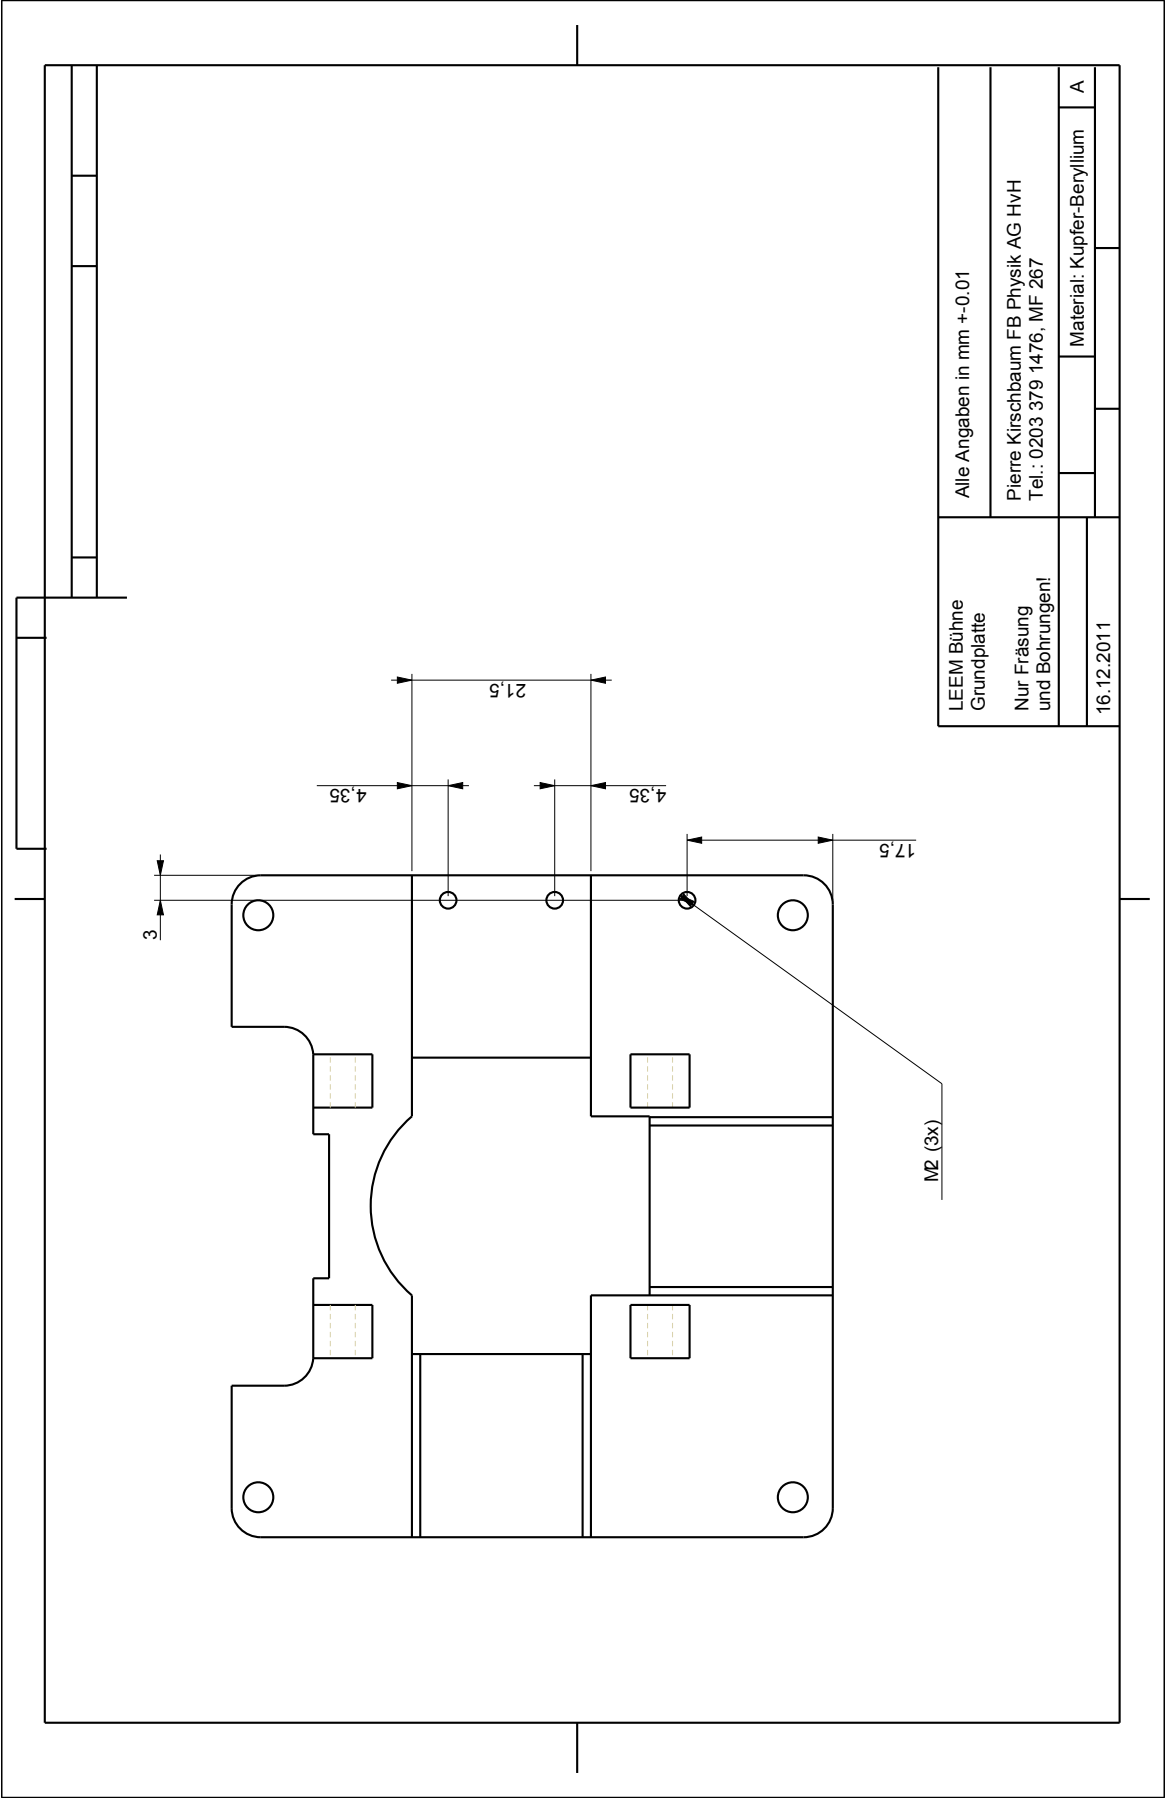 3
4,35
4,35
21,5
17,5
M2 (3x)
LEEM Bühne
Grundplatte
Nur Fräsung
und Bohrungen!
16.12.2011
Alle Angaben in mm +-0.01
Pierre Kirschbaum FB Physik AG HvH
Tel.: 0203 379 1476, MF 267
Material: Kupfer-Beryllium
A